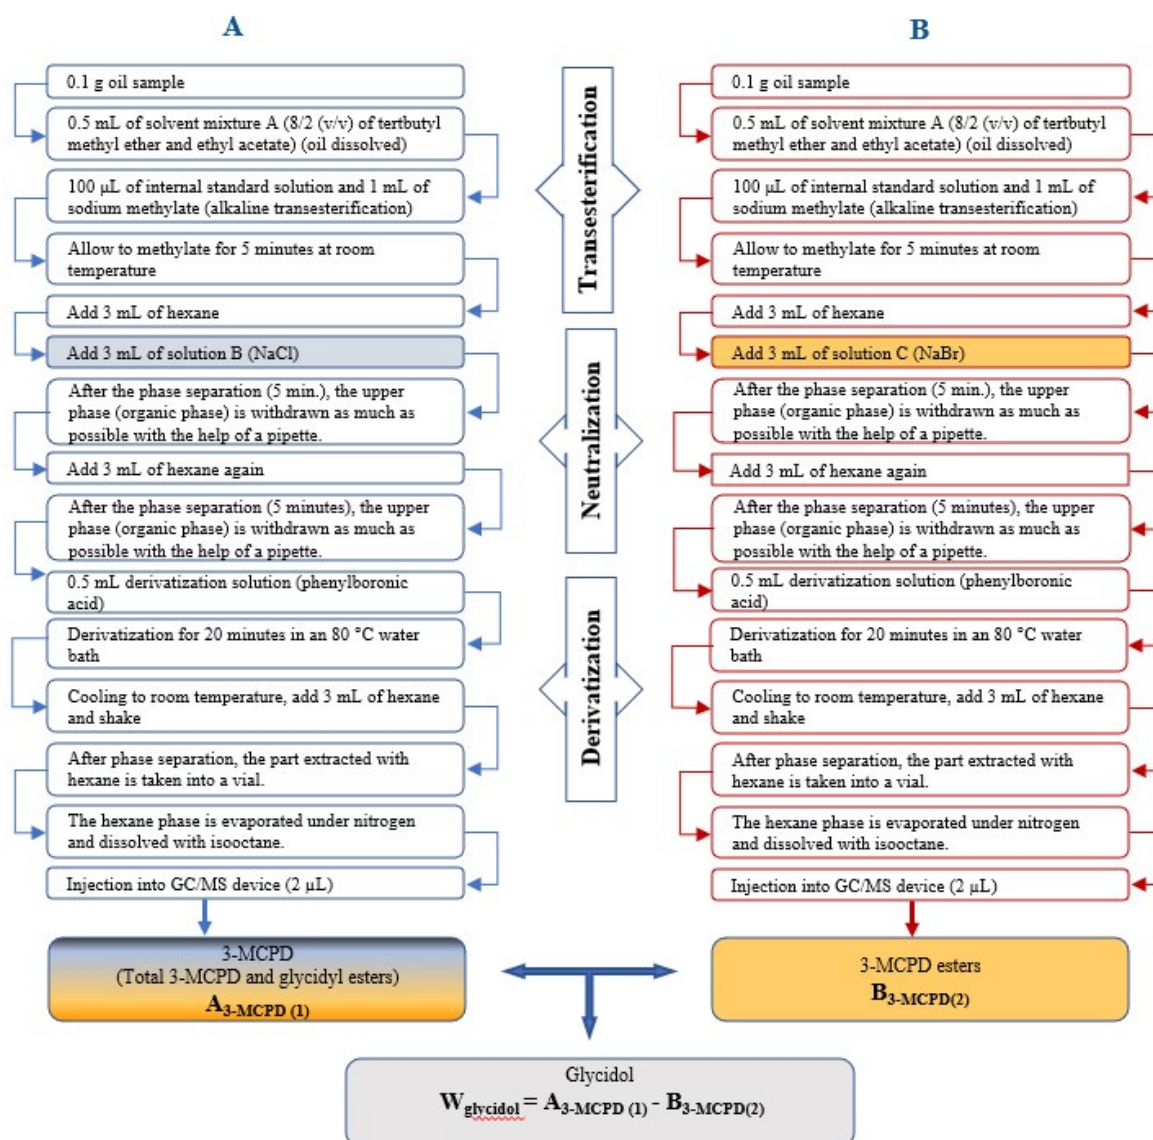 A
0.1 g oil sample
0.5 mL of solvent mixture A (8/2 (v/v) of tertbutyl
methyl ether and ethyl acetate) (oil dissolved)
100 µL of internal standard solution and 1 mL of
sodium methylate (alkaline transesterification)
Allow to methylate for 5 minutes at room
temperature
Add 3 mL of hexane
Add 3 mL of solution B (NaCl)
After the phase separation (5 min.), the upper
phase (organic phase) is withdrawn as much as
possible with the help of a pipette.
Add 3 mL of hexane again
After the phase separation (5 minutes), the upper
phase (organic phase) is withdrawn as much as
possible with the help of a pipette.
0.5 mL derivatization solution (phenylboronic
acid)
Derivatization for 20 minutes in an 80 °C water
bath
Cooling to room temperature, add 3 mL of hexane
and shake
After phase separation, the part extracted with
hexane is taken into a vial.
The hexane phase is evaporated under nitrogen
and dissolved with isooctane.
Injection into GC/MS device (2 µL)
3-MCPD
(Total 3-MCPD and glycidyl esters)
A3-MCPD (1)
Transesterification
Neutralization
Derivatization
B
0.1 g oil sample
0.5 mL of solvent mixture A (8/2 (v/v) of tertbutyl
methyl ether and ethyl acetate) (oil dissolved)
100 µL of internal standard solution and 1 mL of
sodium methylate (alkaline transesterification)
Allow to methylate for 5 minutes at room
temperature
Add 3 mL of hexane
Add 3 mL of solution C (NaBr)
After the phase separation (5 min.), the upper
phase (organic phase) is withdrawn as much as
possible with the help of a pipette.
Add 3 mL of hexane again
After the phase separation (5 minutes), the upper
phase (organic phase) is withdrawn as much as
possible with the help of a pipette.
0.5 mL derivatization solution (phenylboronic
acid)
Derivatization for 20 minutes in an 80 °C water
bath
Cooling to room temperature, add 3 mL of hexane
and shake
After phase separation, the part extracted with
hexane is taken into a vial.
The hexane phase is evaporated under nitrogen
and dissolved with isooctane.
Injection into GC/MS device (2 µL)
3-MCPD esters
B3-MCPD(2)
Glycidol
Wglycidol = A3-MCPD (1) - B3-MCPD(2)